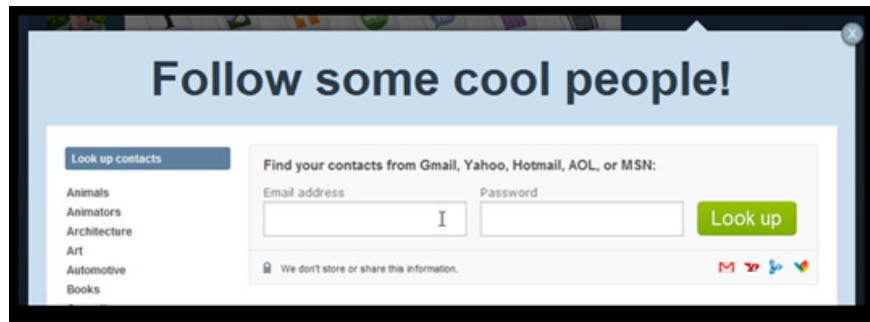 X
Follow some cool people!
Look up contacts
Animals
Animators
Architecture
Art
Automotive
Books
Find your contacts from Gmail, Yahoo, Hotmail, AOL, or MSN:
Email address Password
Look up
We don't store or share this information.